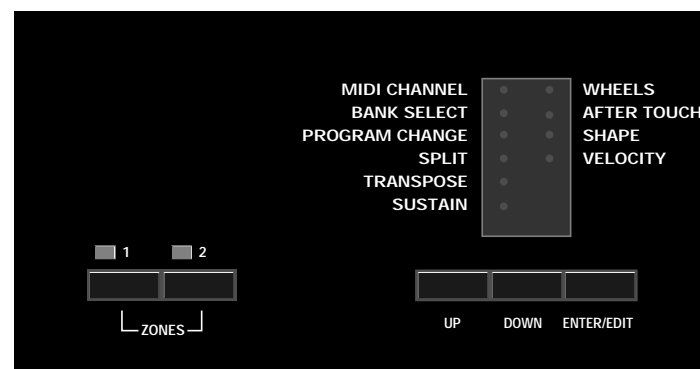 MIDI CHANNEL WHEELS
BANK SELECT AFTER TOUCH
PROGRAM CHANGE SHAPE
SPLIT VELOCITY
TRANSPOSE
SUSTAIN
1 2
ZONES
UP DOWN ENTER/EDIT